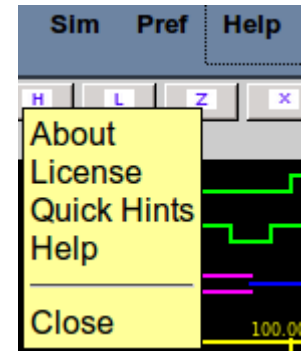 Sim Pref Help
H L Z X
About
License
Quick Hints
Help
Close
100.00